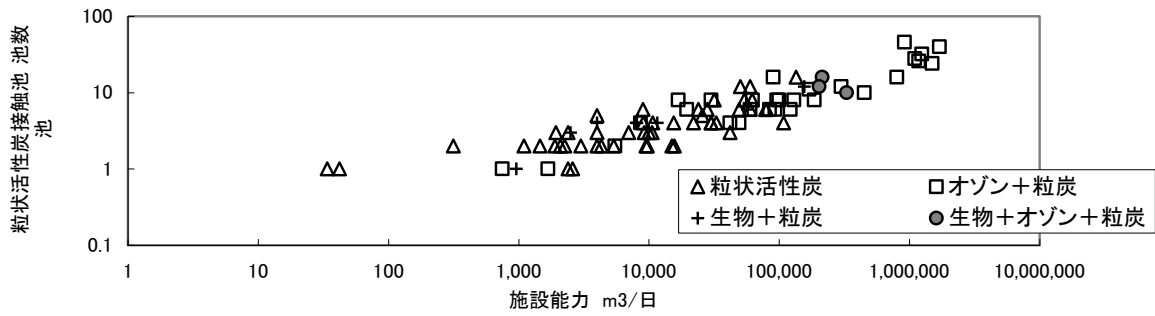 粒状活性炭接触池 池数
池
100
10
1
0.1
1
10
100
1,000
10,000
100,000
1,000,000
10,000,000
施設能力 m3/日
粒状活性炭
オゾン＋粒炭
生物＋粒炭
生物＋オゾン＋粒炭